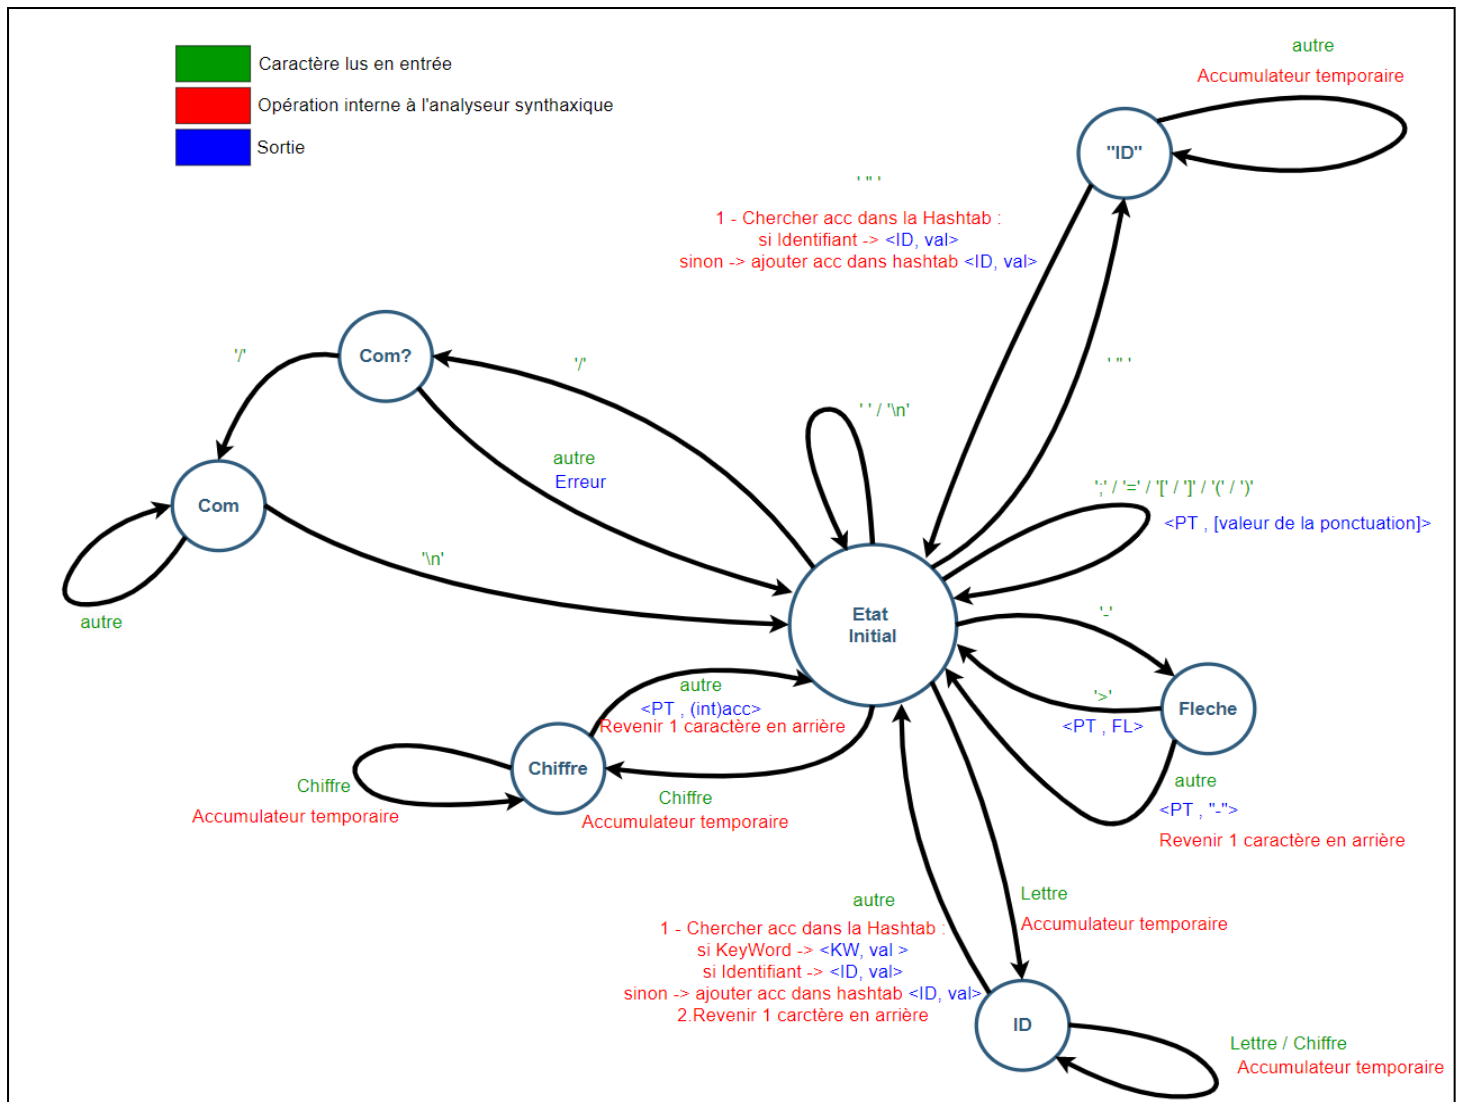 autre
Accumulateur temporaire
Caractère lus en entrée
Opération interne à l'analyseur synthaxique
Sortie
"ID"
' " '
1 - Chercher acc dans la Hashtab :
si Identifiant -> <ID, val>
sinon -> ajouter acc dans hashtab <ID, val>
Com?
'/'
'/'
' " '
' ' / '\n'
autre
Erreur
';' / '=' / '[' / ']' / '(' / ')'
<PT , [valeur de la ponctuation]>
Com
'\n'
autre
Etat
Initial
'-'
'>'
<PT , FL>
Fleche
autre
<PT , (int)acc>
Revenir 1 caractère en arrière
Chiffre
Chiffre
Accumulateur temporaire
Chiffre
Accumulateur temporaire
autre
<PT , "-">
Revenir 1 caractère en arrière
Lettre
Accumulateur temporaire
autre
1 - Chercher acc dans la Hashtab :
si KeyWord -> <KW, val >
si Identifiant -> <ID, val>
sinon -> ajouter acc dans hashtab <ID, val>
2.Revenir 1 carctère en arrière
ID
Lettre / Chiffre
Accumulateur temporaire